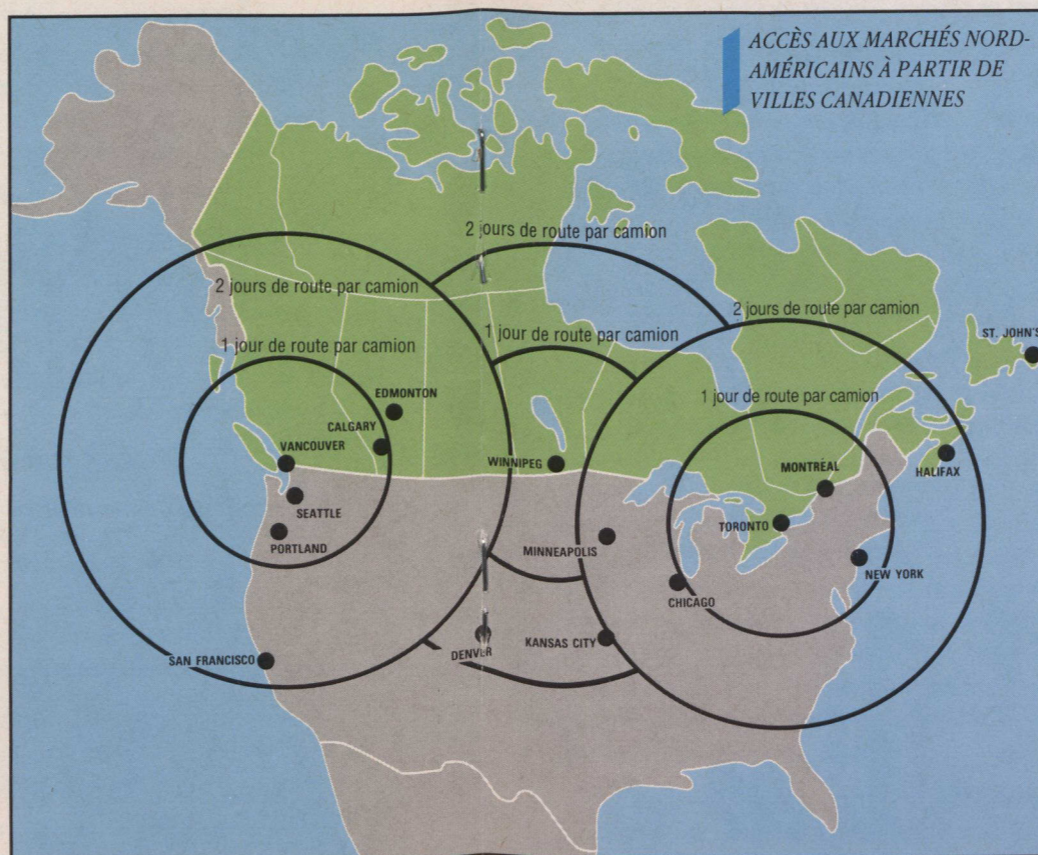 ACCÈS AUX MARCHÉS NORD-
AMÉRICAINS À PARTIR DE
VILLES CANADIENNES
2 jours de route par camion
2 jours de route par camion
2 jours de route par camion
1 jour de route par camion
1 jour de route par camion
1 jour de route par camion
ST. JOHN'S
EDMONTON
CALGARY
VANCOUVER
WINNIPEG
MONTRÉAL
HALIFAX
SEATTLE
TORONTO
PORTLAND
MINNEAPOLIS
NEW YORK
CHICAGO
KANSAS CITY
DENVER
SAN FRANCISCO